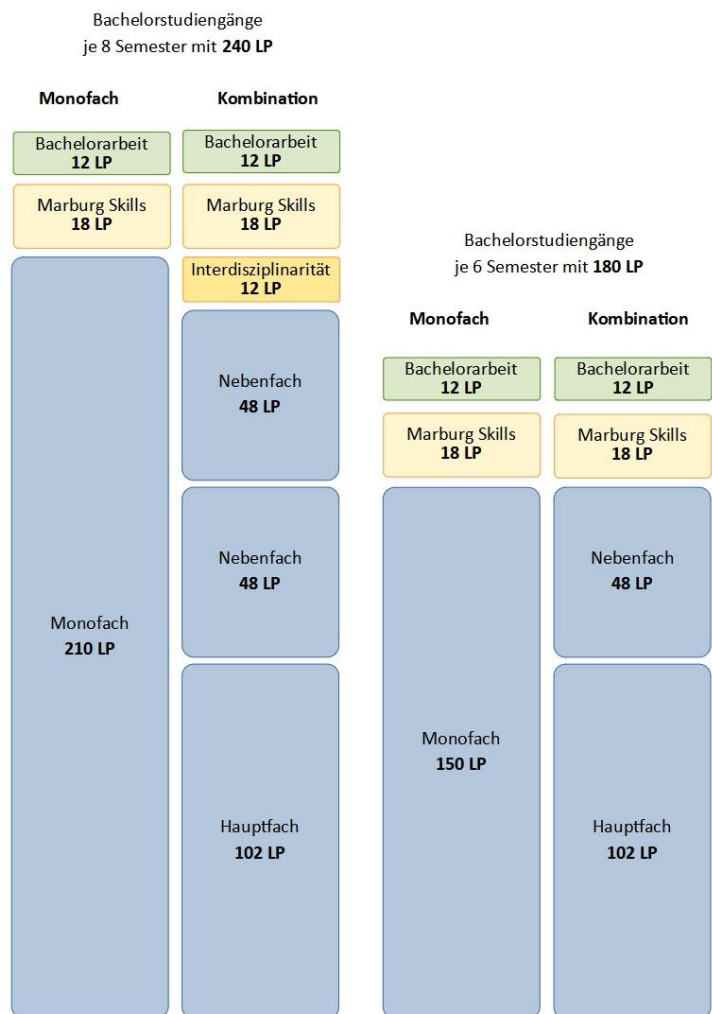 Bachelorstudiengänge
je 8 Semester mit 240 LP
Monofach
Bachelorarbeit
12 LP
Marburg Skills
18 LP
Monofach
210 LP
Kombination
Bachelorarbeit
12 LP
Marburg Skills
18 LP
Interdisziplinarität
12 LP
Nebenfach
48 LP
Nebenfach
48 LP
Hauptfach
102 LP
Bachelorstudiengänge
je 6 Semester mit 180 LP
Monofach
Bachelorarbeit
12 LP
Marburg Skills
18 LP
Monofach
150 LP
Kombination
Bachelorarbeit
12 LP
Marburg Skills
18 LP
Nebenfach
48 LP
Hauptfach
102 LP